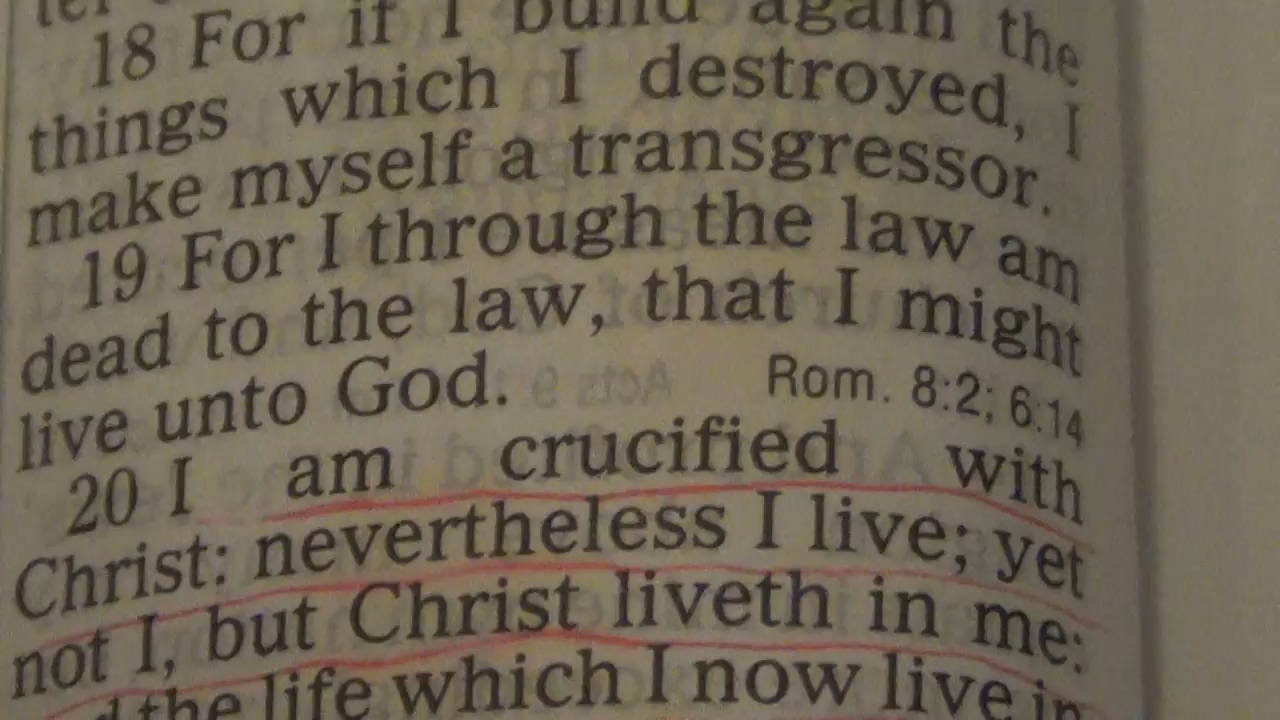 18 For if I build again the
things which I destroyed, I
make myself a transgressor.
19 For I through the law am
dead to the law, that I might
live unto God. Rom. 8:2; 6:14
20 I am crucified with
Christ: nevertheless I live; yet
not I, but Christ liveth in me:
the life which I now live in